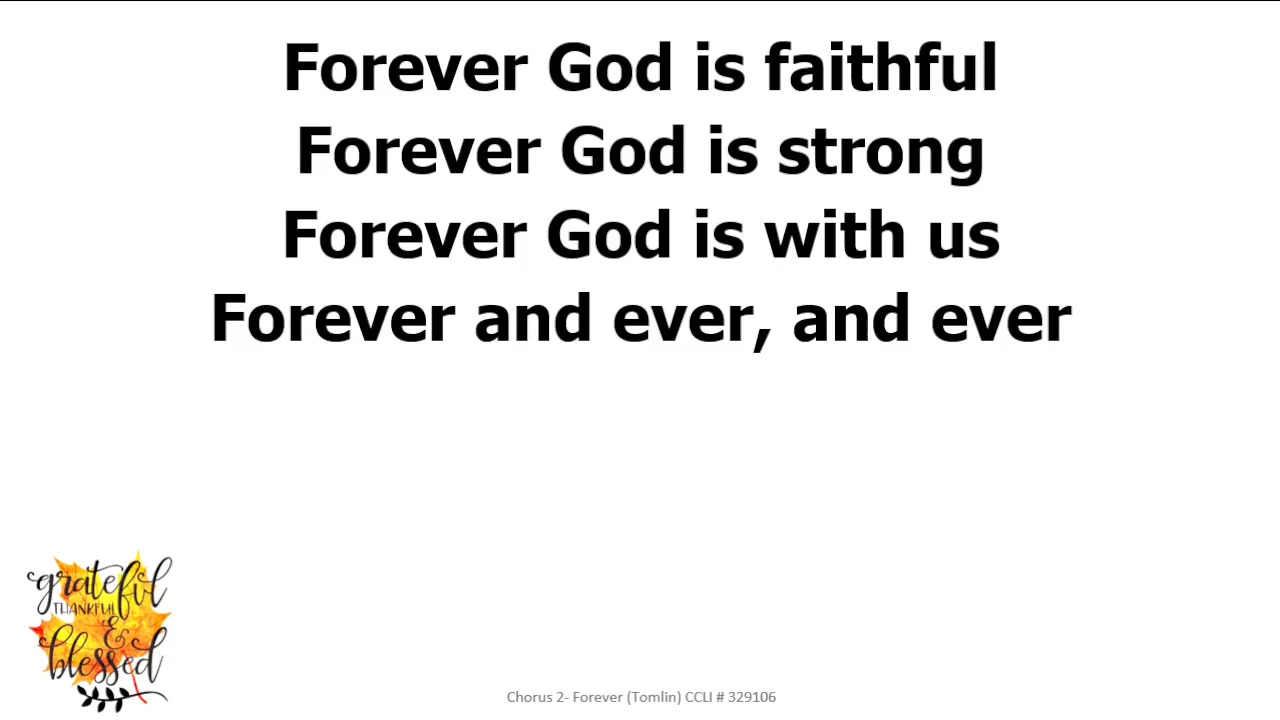 Forever God is faithful
Forever God is strong
Forever God is with us
Forever and ever, and ever
grateful
THANKFUL
&
blessed
Chorus 2- Forever (Tomlin) CCLI # 329106